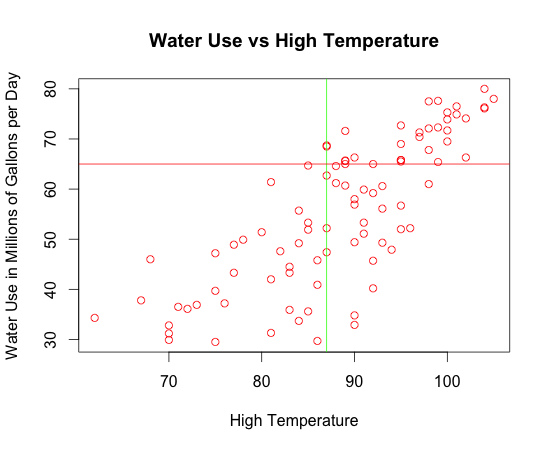 Water Use vs High Temperature
Water Use in Millions of Gallons per Day
80
70
60
50
40
30
70 80 90 100
High Temperature